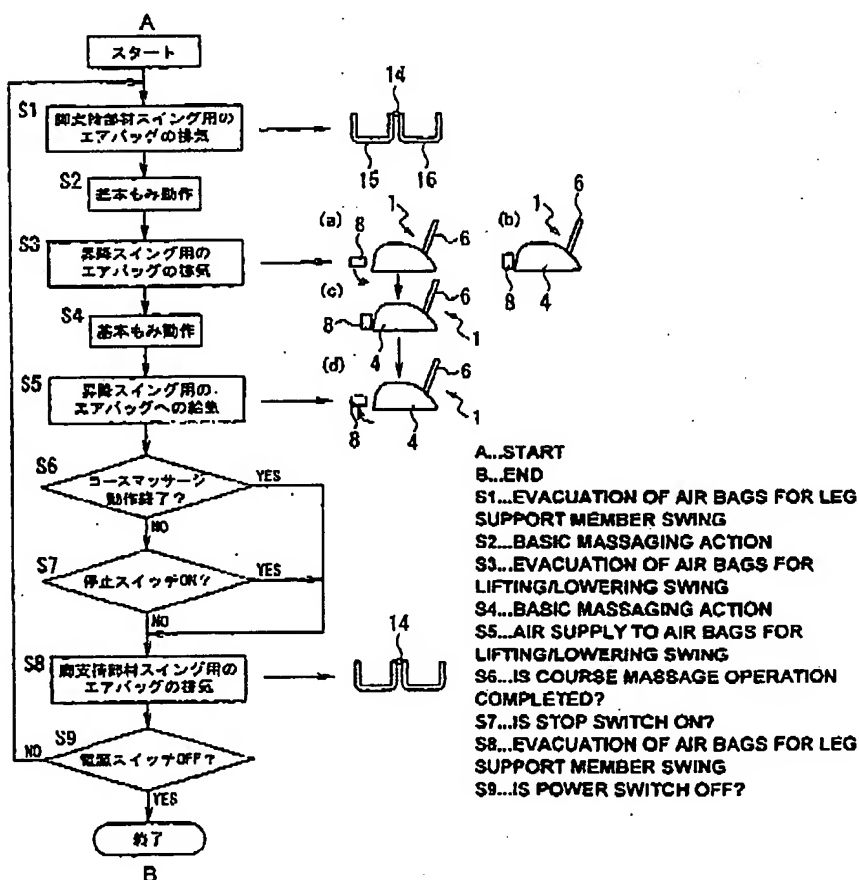 A
スタート
S1
脚支持部材スイング用の
エアバッグの排気
14
15
16
S2
基本もみ動作
S3
昇降スイング用の
エアバッグの排気
(a)
1
6
8
(b)
1
6
4
8
(c)
6
8
4
1
S4
基本もみ動作
(d)
6
S5
昇降スイング用の
エアバッグへの給気
8
4
1
S6
コースマッサージ
動作終了?
YES
NO
S7
停止スイッチON?
YES
NO
S8
脚支持部材スイング用の
エアバッグの排気
14
S9
電源スイッチOFF?
NO
YES
終了
B
A...START
B...END
S1...EVACUATION OF AIR BAGS FOR LEG
SUPPORT MEMBER SWING
S2...BASIC MASSAGING ACTION
S3...EVACUATION OF AIR BAGS FOR
LIFTING/LOWERING SWING
S4...BASIC MASSAGING ACTION
S5...AIR SUPPLY TO AIR BAGS FOR
LIFTING/LOWERING SWING
S6...IS COURSE MASSAGE OPERATION
COMPLETED?
S7...IS STOP SWITCH ON?
S8...EVACUATION OF AIR BAGS FOR LEG
SUPPORT MEMBER SWING
S9...IS POWER SWITCH OFF?